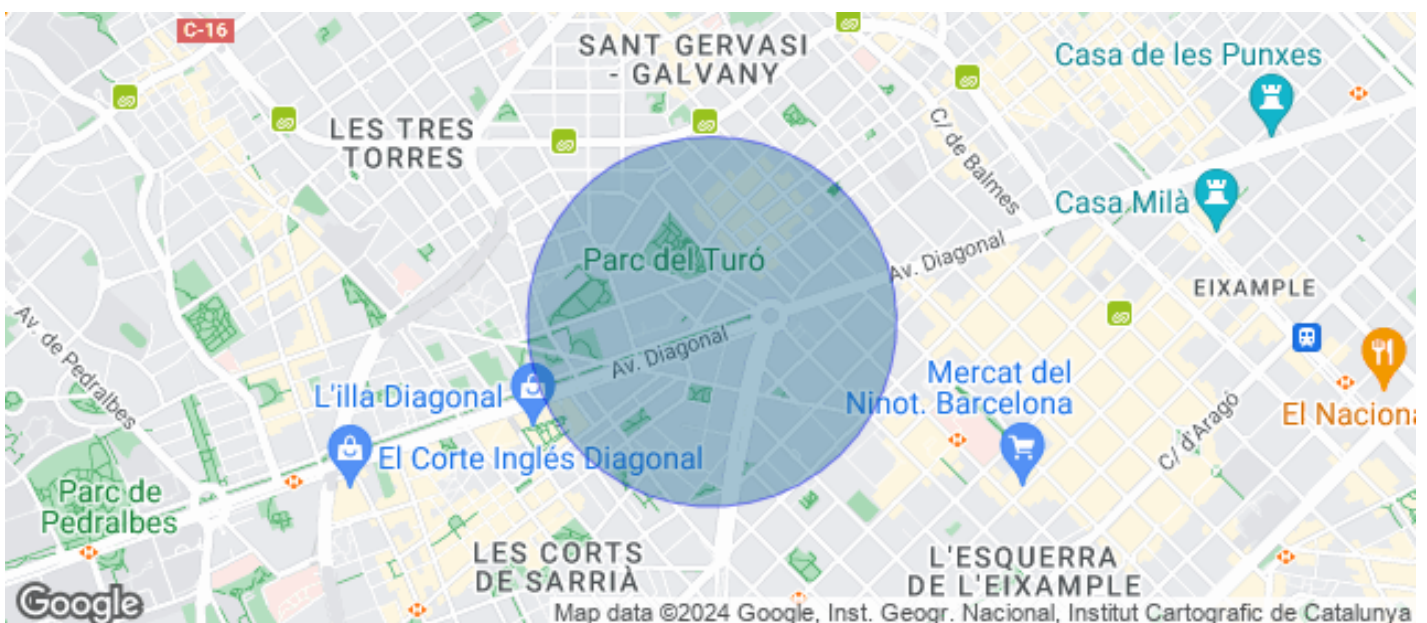 C-16
SANT GERVASI
- GALVANY
Casa de les Punxes
LES TRES
TORRES
C/ de Balmes
Casa Milà
Parc del Turó
Av. Diagonal
EIXAMPLE
Av. de Pedralbes
Av. Diagonal
L'illa Diagonal
Mercat del
Ninot. Barcelona
El Naciona
C/ d'Aragó
El Corte Inglés Diagonal
Parc de
Pedralbes
LES CORTS
DE SARRIÀ
L'ESQUERRA
DE L'EIXAMPLE
Google
Map data ©2024 Google, Inst. Geogr. Nacional, Institut Cartografic de Catalunya